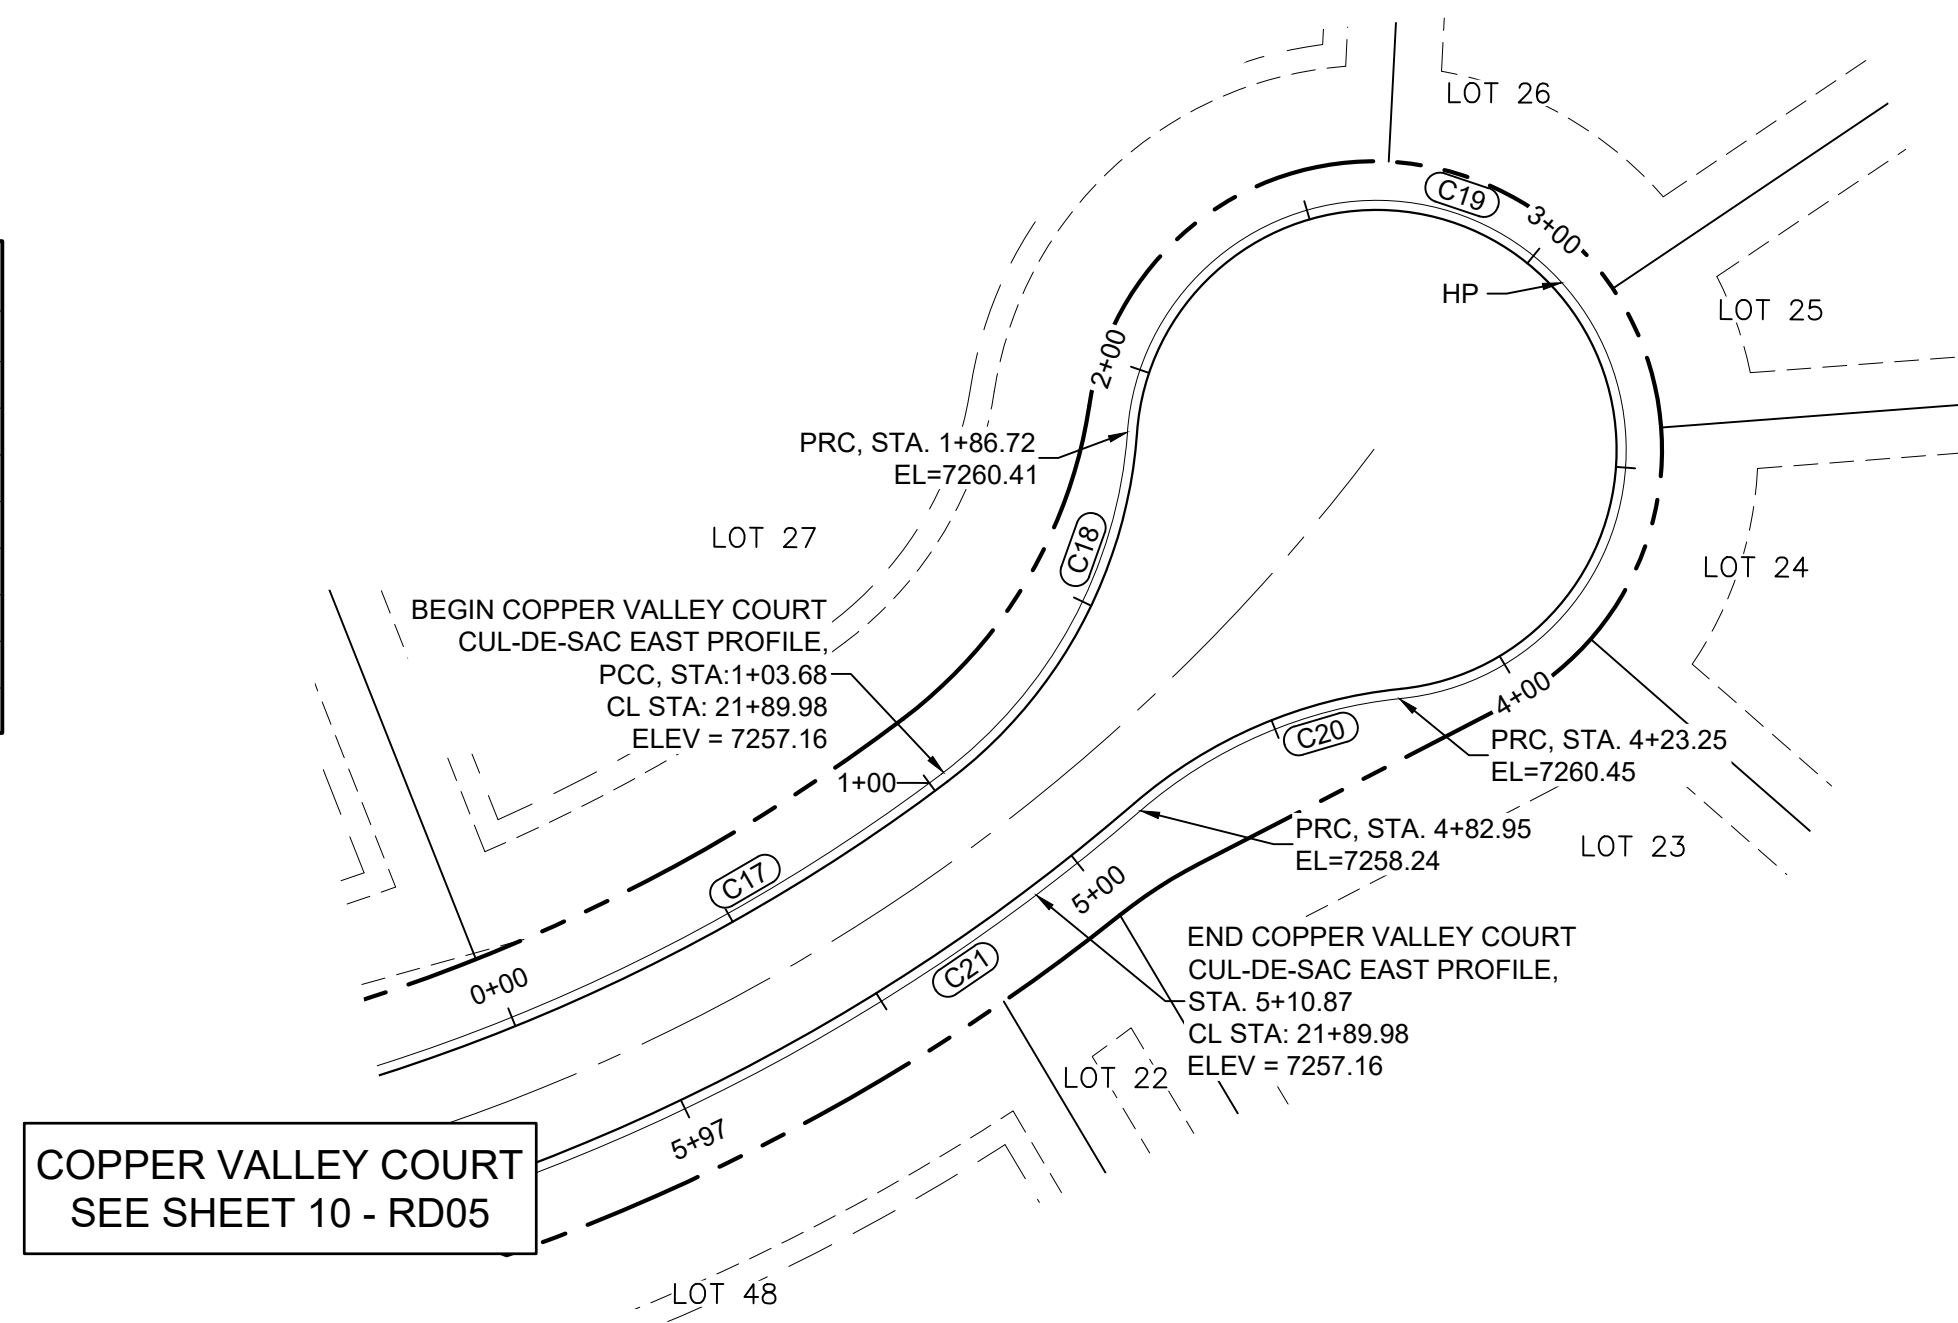 LOT 26
C19
3+00
HP
LOT 25
2+00
PRC, STA. 1+86.72
EL=7260.41
LOT 27
C18
LOT 24
BEGIN COPPER VALLEY COURT
CUL-DE-SAC EAST PROFILE,
PCC, STA:1+03.68
CL STA: 21+89.98
ELEV = 7257.16
4+00
C20
PRC, STA. 4+23.25
EL=7260.45
1+00
PRC, STA. 4+82.95
EL=7258.24
LOT 23
C17
5+00
END COPPER VALLEY COURT
CUL-DE-SAC EAST PROFILE,
STA. 5+10.87
CL STA: 21+89.98
ELEV = 7257.16
C21
0+00
LOT 22
5+97
COPPER VALLEY COURT
SEE SHEET 10 - RD05
LOT 48